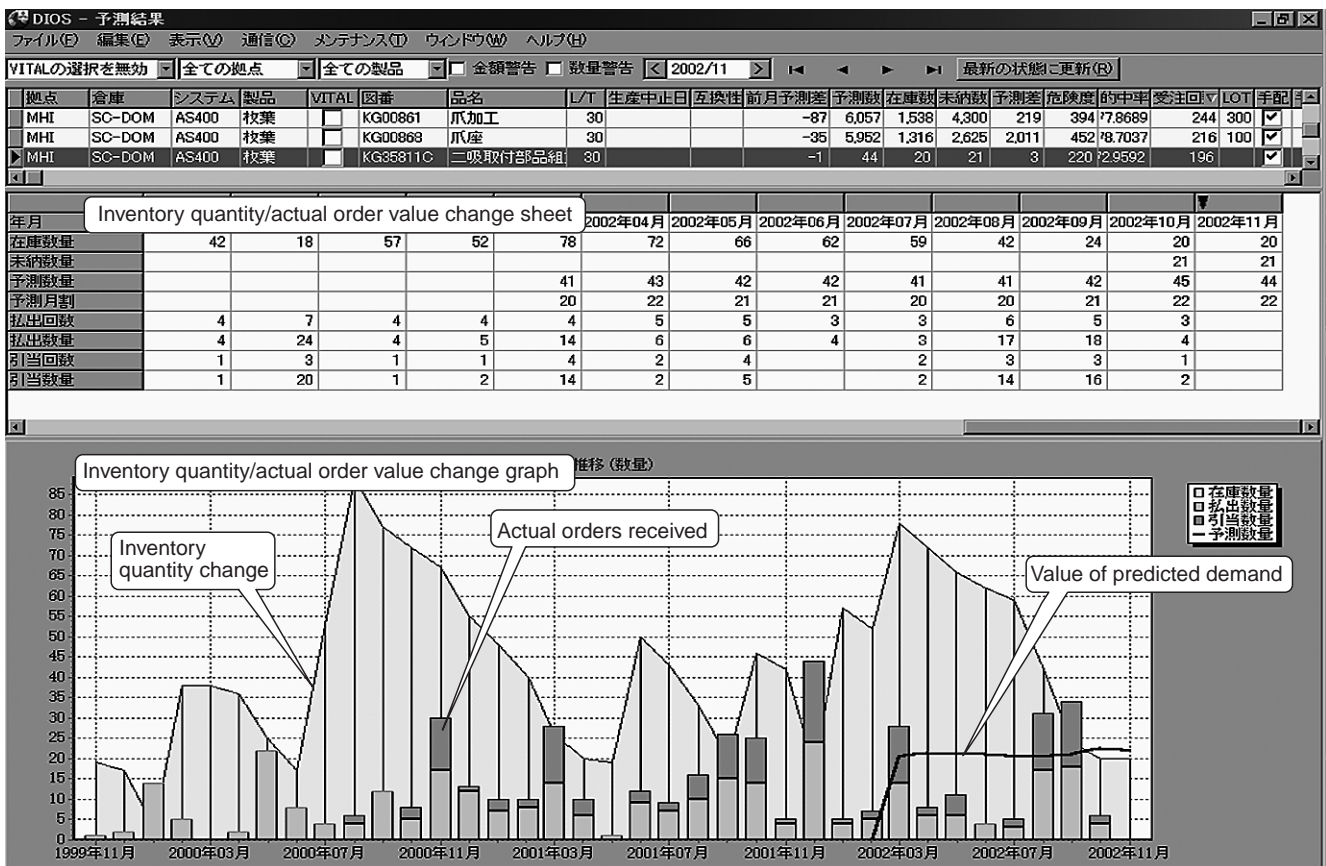 DIOS - 予測結果
ファイル(F) 編集(E) 表示(V) 通信(C) メンテナンス(T) ウィンドウ(W) ヘルプ(H)
VITALの選択を無効 全ての拠点 全ての製品 金額警告 数量警告 < 2002/11 > 最新の状態に更新(R)
拠点 倉庫 システム 製品 VITAL 図番 品名 L/T 生産中止日 互換性 前月予測差 予測数 在庫数 未納数 予測差 危険度 的中率 受注回 LOT 手配
MHI SC-DOM AS400 枚葉 KG00861 爪加工 30 -87 6,057 1,538 4,300 219 394 77.8689 244 300
MHI SC-DOM AS400 枚葉 KG00868 爪座 30 -35 5,952 1,316 2,625 2,011 452 78.7037 216 100
MHI SC-DOM AS400 枚葉 KG35811C 二吸取付部品組 30 -1 44 20 21 3 220 72.9592 196
Inventory quantity/actual order value change sheet
年月 2002年04月 2002年05月 2002年06月 2002年07月 2002年08月 2002年09月 2002年10月 2002年11月
在庫数量 42 18 57 52 78 72 66 62 59 42 24 20 20
未納数量 21 21
予測数量 41 43 42 42 41 41 42 45 44
予測月割 20 22 21 21 20 20 21 22 22
払出回数 4 7 4 4 4 5 5 3 3 6 5 3
払出数量 4 24 4 5 14 6 6 4 3 17 18 4
引当回数 1 3 1 1 4 2 4 2 3 3 1
引当数量 1 20 1 2 14 2 5 2 14 16 2
Inventory quantity/actual order value change graph
推移 (数量)
在庫数量
払出数量
引当数量
予測数量
Inventory
quantity change
Actual orders received
Value of predicted demand
85
80
75
70
65
60
55
50
45
40
35
30
25
20
15
10
5
0
1999年11月 2000年03月 2000年07月 2000年11月 2001年03月 2001年07月 2001年11月 2002年03月 2002年07月 2002年11月